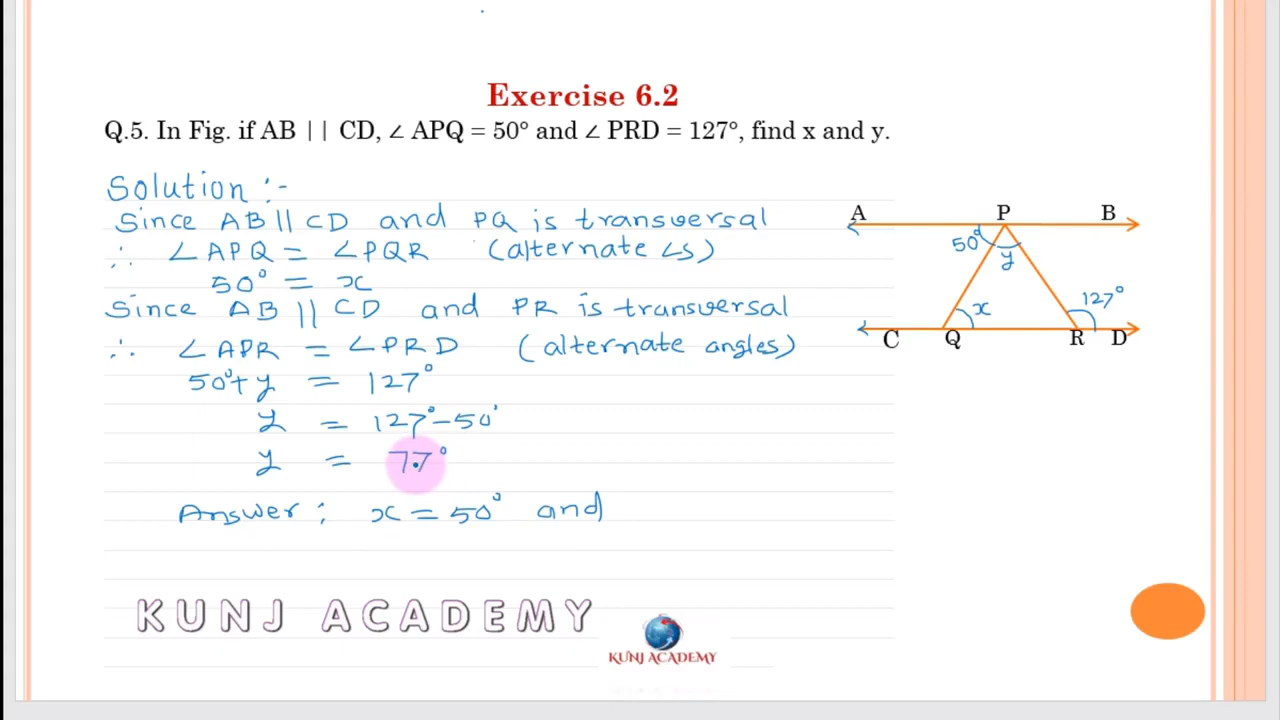 Exercise 6.2
Q.5. In Fig. if AB || CD, ∠ APQ = 50° and ∠ PRD = 127°, find x and y.
Solution :-
Since AB || CD and PQ is transversal
∴ ∠APQ = ∠PQR (alternate ∠s)
50° = x
Since AB || CD and PR is transversal
∴ ∠APR = ∠PRD (alternate angles)
50°+ y = 127°
y = 127° - 50°
y = 77°
Answer : x = 50° and
A P B
50° y
x 127°
C Q R D
KUNJ ACADEMY
KUNJ ACADEMY